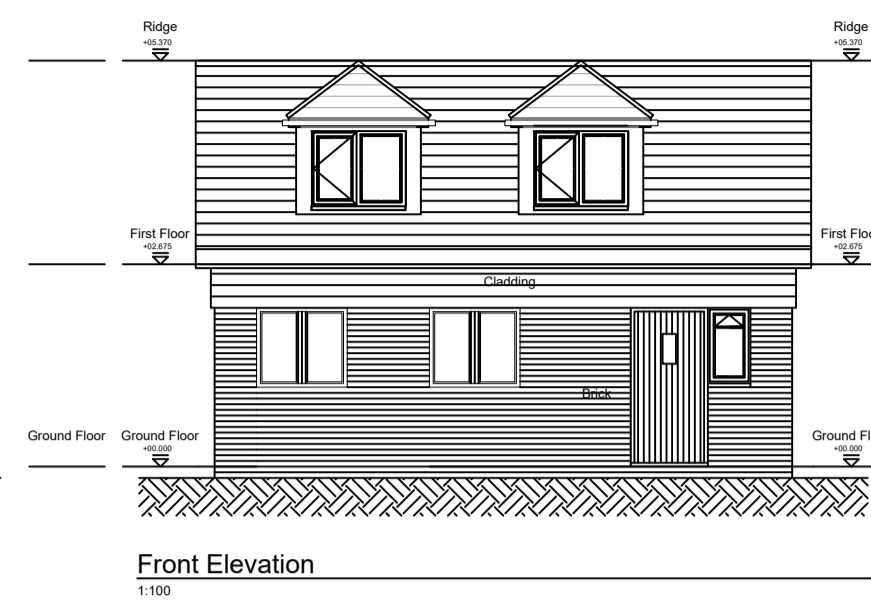 Ridge
+05.370
Ridge
+05.370
First Floor
+02.675
First Floo
+02.675
Cladding
Brick
Ground Floor
Ground Floor
+00.000
Ground Fl
+00.000
Front Elevation
1:100